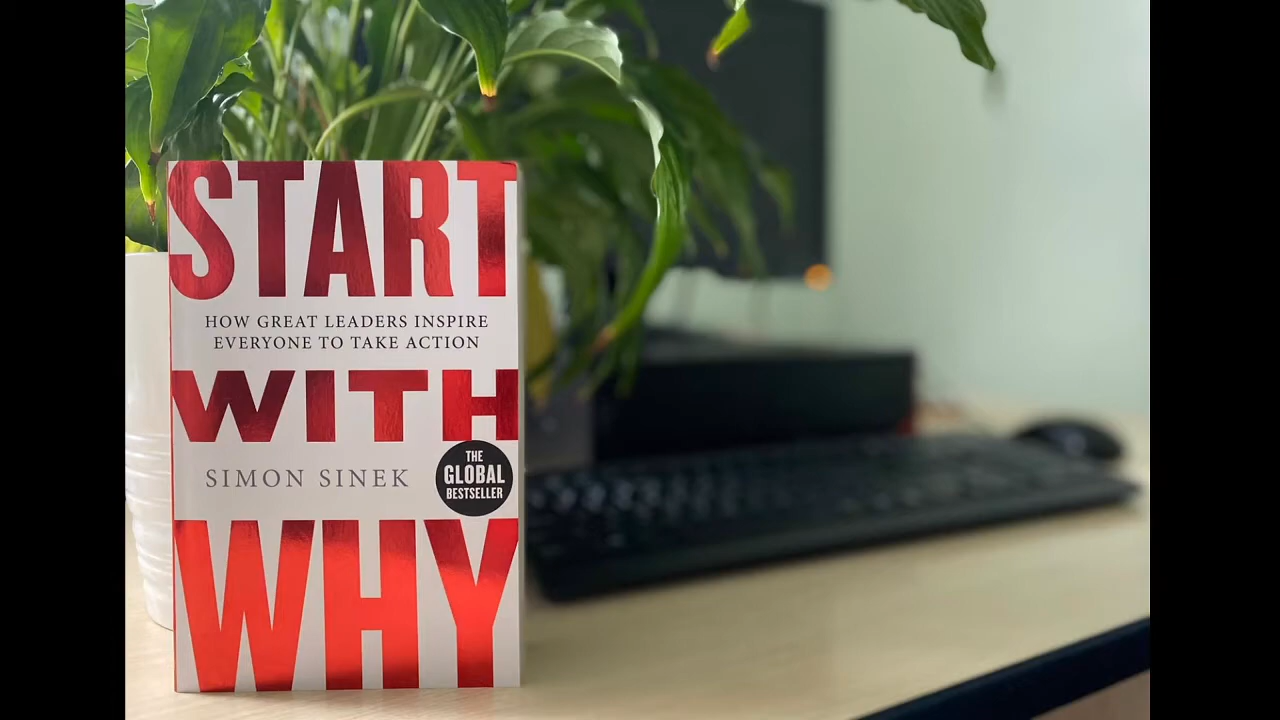 START
HOW GREAT LEADERS INSPIRE
EVERYONE TO TAKE ACTION
WITH
SIMON SINEK
THE
GLOBAL
BESTSELLER
WHY